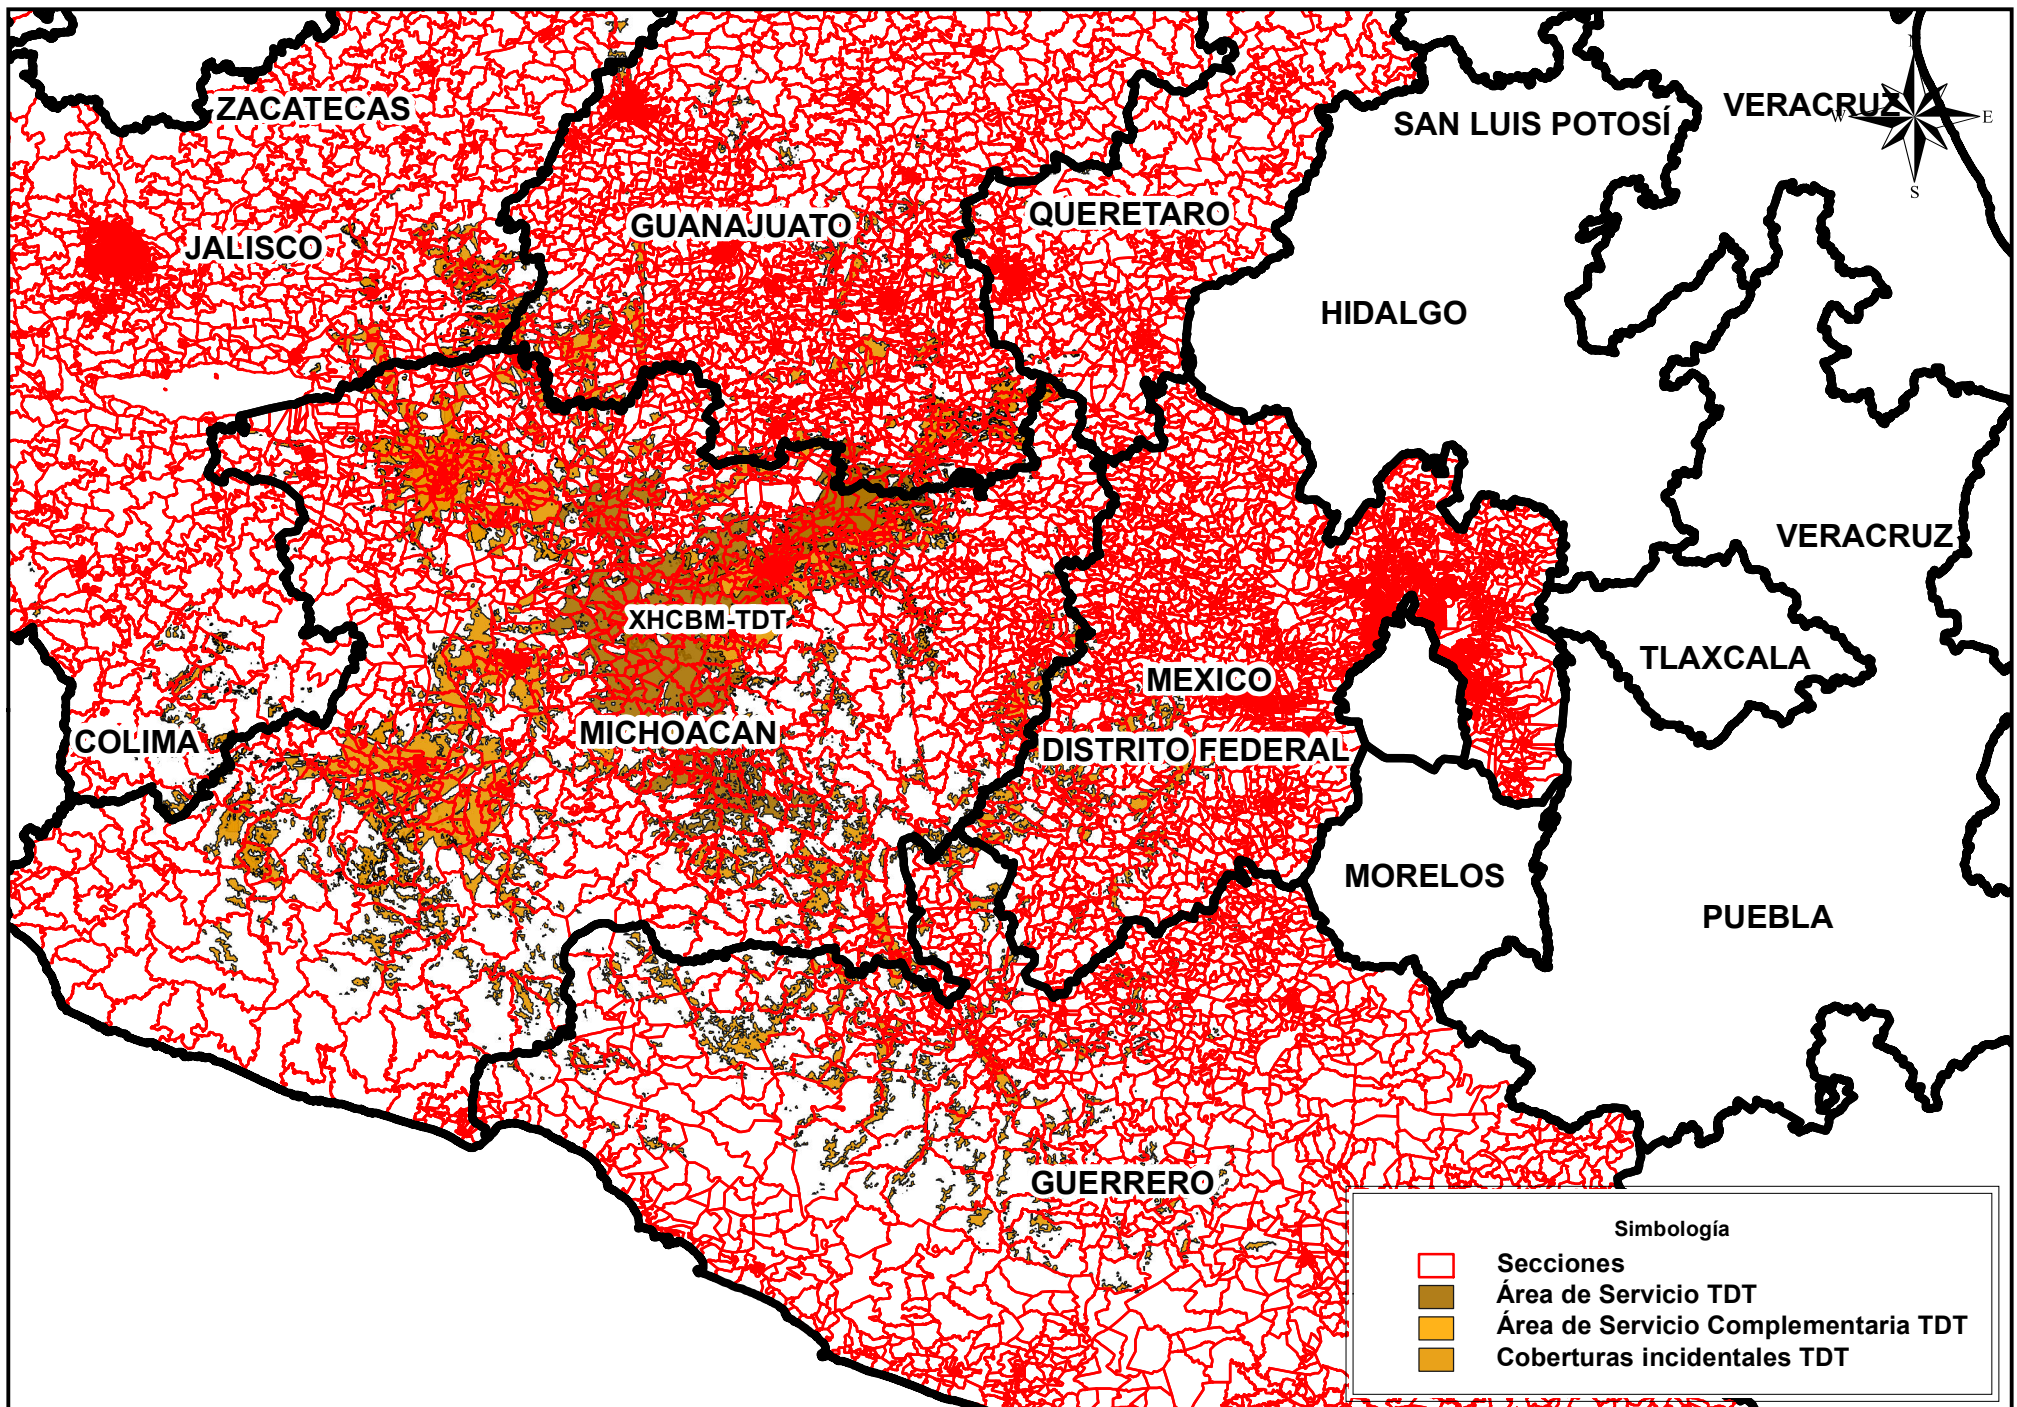 ZACATECAS
SAN LUIS POTOSÍ
VERACRUZ
N
W
E
S
JALISCO
GUANAJUATO
QUERETARO
HIDALGO
VERACRUZ
XHCBM-TDT
TLAXCALA
MEXICO
COLIMA
MICHOACAN
DISTRITO FEDERAL
MORELOS
PUEBLA
GUERRERO
Simbología
Secciones
Área de Servicio TDT
Área de Servicio Complementaria TDT
Coberturas incidentales TDT